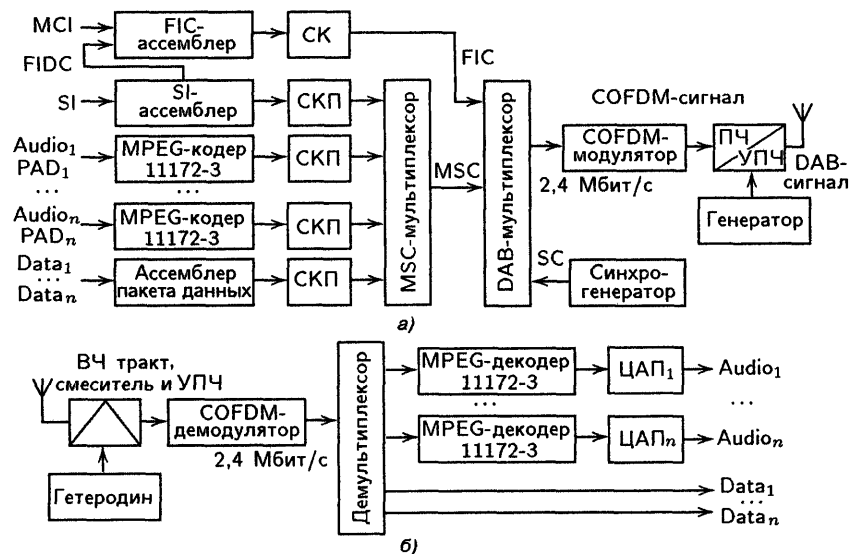 MCI
FIC-
ассемблер
СК
FIDC
FIC
SI
SI-
ассемблер
СКП
COFDM-сигнал
Audio₁
PAD₁
MPEG-кодер
11172-3
СКП
...
...
Audioₙ
PADₙ
MPEG-кодер
11172-3
СКП
Data₁
...
Dataₙ
Ассемблер
пакета данных
СКП
MSC-мультиплексор
MSC
DAB-мультиплексор
COFDM-
модулятор
2,4 Мбит/с
ПЧ
УПЧ
DAB-
сигнал
Генератор
SC
Синхро-
генератор
а)
ВЧ тракт,
смеситель и УПЧ
COFDM-
демодулятор
2,4 Мбит/с
Гетеродин
Демультиплексор
MPEG-декодер
11172-3
ЦАП₁
Audio₁
...
...
MPEG-декодер
11172-3
ЦАПₙ
Audioₙ
Data₁
...
Dataₙ
б)